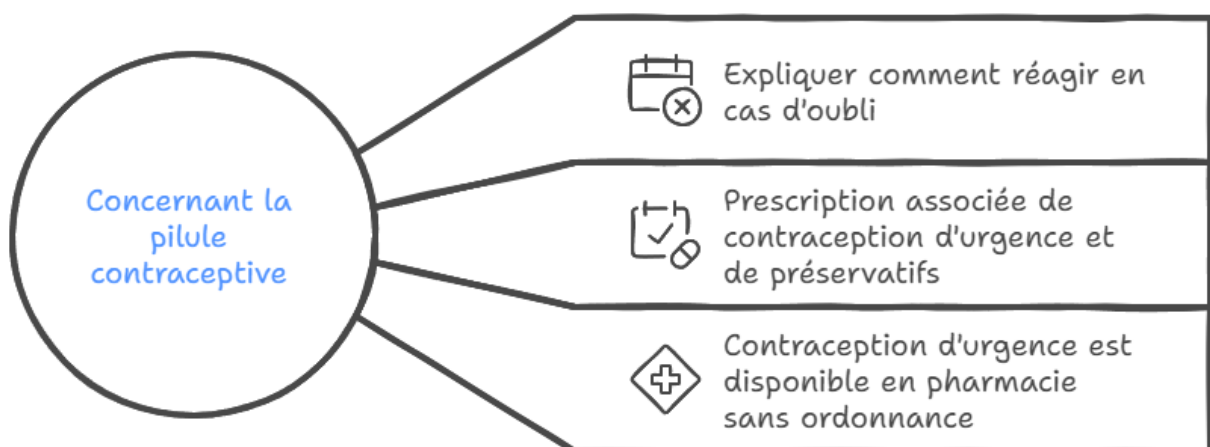 Concernant la
pilule
contraceptive
Expliquer comment réagir en
cas d'oubli
Prescription associée de
contraception d'urgence et
de préservatifs
Contraception d'urgence est
disponible en pharmacie
sans ordonnance